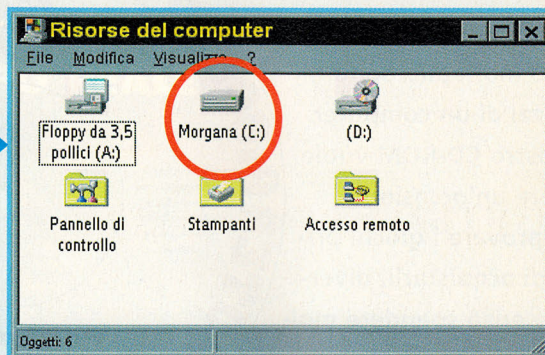 Risorse del computer
File Modifica Visualizza ?
Floppy da 3,5
pollici (A:)
Morgana (C:)
(D:)
Pannello di
controllo
Stampanti
Accesso remoto
Oggetti: 6